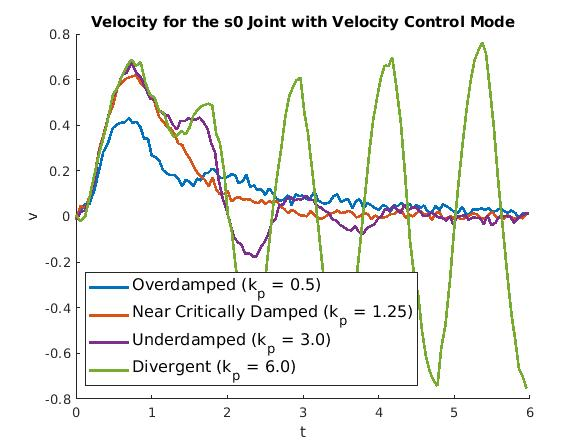 Velocity for the s0 Joint with Velocity Control Mode
0.8
0.6
0.4
0.2
0
-0.2
-0.4
-0.6
-0.8
v
Overdamped (kp = 0.5)
Near Critically Damped (kp = 1.25)
Underdamped (kp = 3.0)
Divergent (kp = 6.0)
0 1 2 3 4 5 6
t